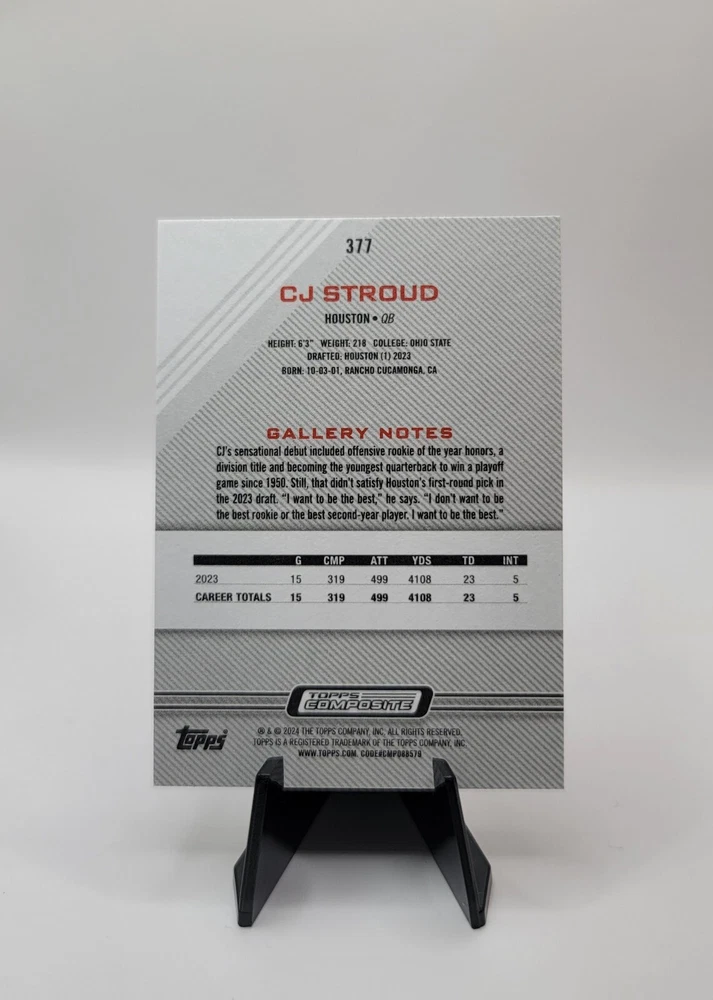 377
CJ STROUD
HOUSTON • QB
HEIGHT: 6'3" WEIGHT: 218 COLLEGE: OHIO STATE
DRAFTED: HOUSTON (1) 2023
BORN: 10-03-01, RANCHO CUCAMONGA, CA
GALLERY NOTES
CJ's sensational debut included offensive rookie of the year honors, a
division title and becoming the youngest quarterback to win a playoff
game since 1950. Still, that didn't satisfy Houston's first-round pick in
the 2023 draft. "I want to be the best," he says. "I don't want to be
the best rookie or the best second-year player. I want to be the best."
G CMP ATT YDS TD INT
2023 15 319 499 4108 23 5
CAREER TOTALS 15 319 499 4108 23 5
TOPPS
COMPOSITE
Topps
® & © 2024 THE TOPPS COMPANY, INC. ALL RIGHTS RESERVED.
TOPPS IS A REGISTERED TRADEMARK OF THE TOPPS COMPANY, INC.
WWW.TOPPS.COM. CODE#CMP088579